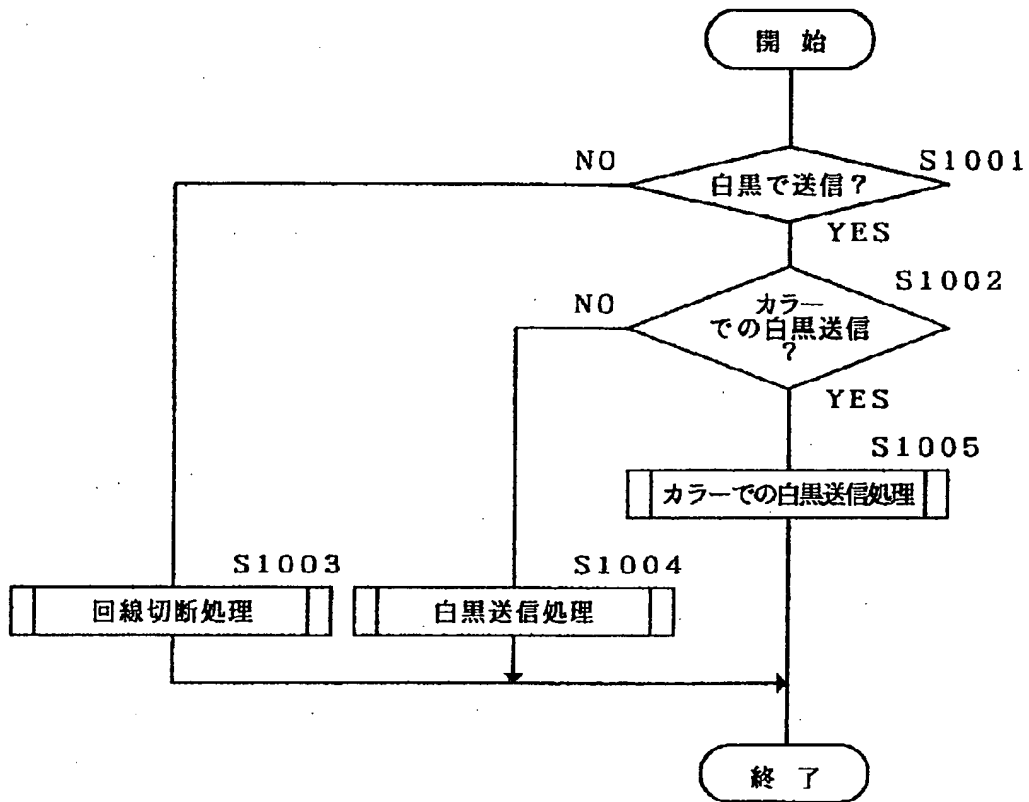 開始
NO
S1001
白黒で送信?
YES
S1002
NO
カラー
での白黒送信
?
YES
S1005
カラーでの白黒送信処理
S1003
S1004
回線切断処理
白黒送信処理
終了